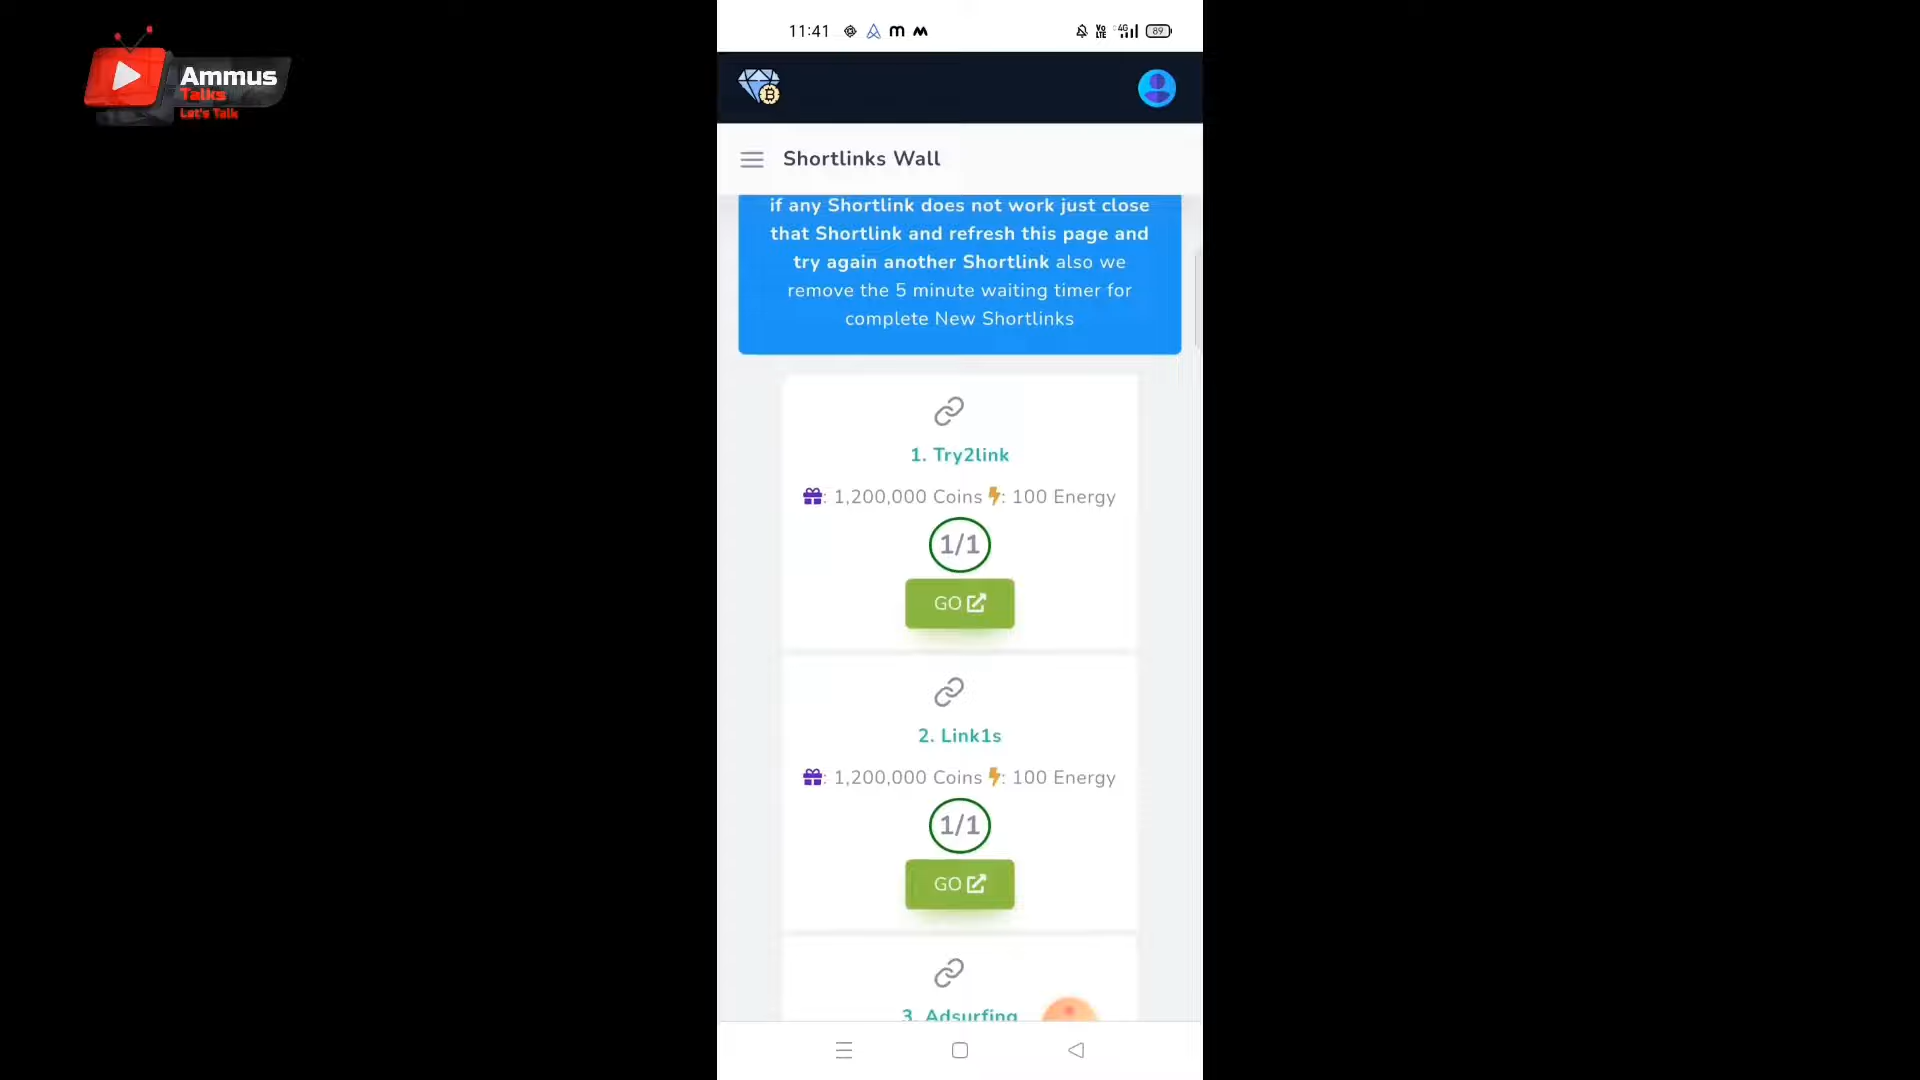 Ammus
Talks
Let's Talk
11:41
4G
89
Shortlinks Wall
if any Shortlink does not work just close
that Shortlink and refresh this page and
try again another Shortlink also we
remove the 5 minute waiting timer for
complete New Shortlinks
1. Try2link
: 1,200,000 Coins : 100 Energy
1/1
GO
2. Link1s
: 1,200,000 Coins : 100 Energy
1/1
GO
3. Adsurfing